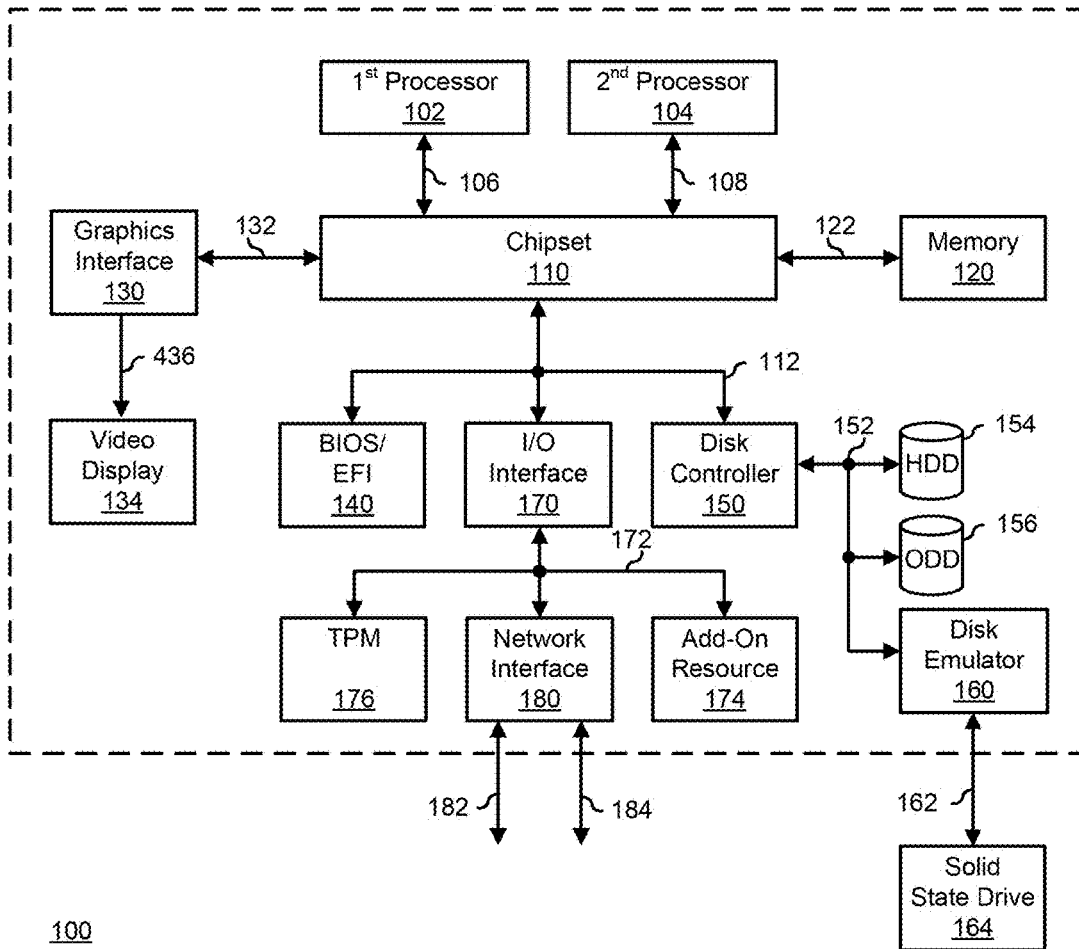 1st Processor
102
2nd Processor
104
106
108
Graphics
Interface
130
132
Chipset
110
122
Memory
120
436
112
Video
Display
134
BIOS/
EFI
140
I/O
Interface
170
Disk
Controller
150
152
HDD
154
ODD
156
172
TPM
176
Network
Interface
180
Add-On
Resource
174
Disk
Emulator
160
182
184
162
Solid
State Drive
164
100